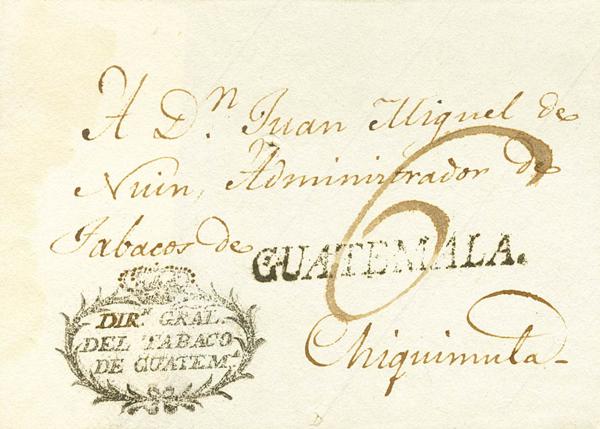 A D.ⁿ Juan Miguel de
Nuin, Administrador de
Tabacos de
GUATEMALA.
6
Chiquimula-
DIR.ⁿ GRAL.
DEL TABACO
DE GUATEM.ᴬ